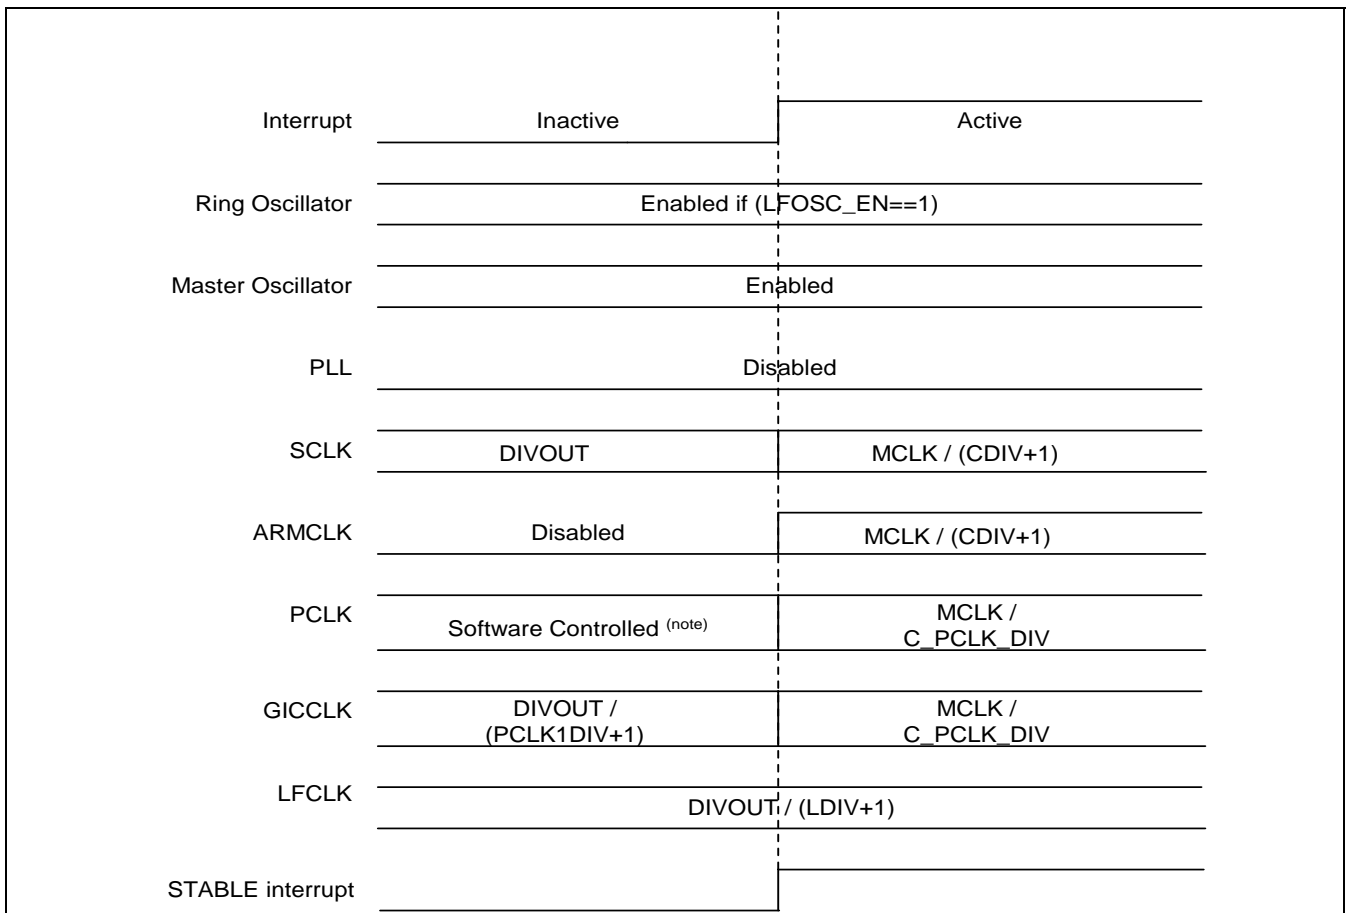 Interrupt Inactive Active
Ring Oscillator Enabled if (LFOSC_EN==1)
Master Oscillator Enabled
PLL Disabled
SCLK DIVOUT MCLK / (CDIV+1)
ARMCLK Disabled MCLK / (CDIV+1)
PCLK Software Controlled (note) MCLK /
C_PCLK_DIV
GICCLK DIVOUT / MCLK /
(PCLK1DIV+1) C_PCLK_DIV
LFCLK DIVOUT / (LDIV+1)
STABLE interrupt